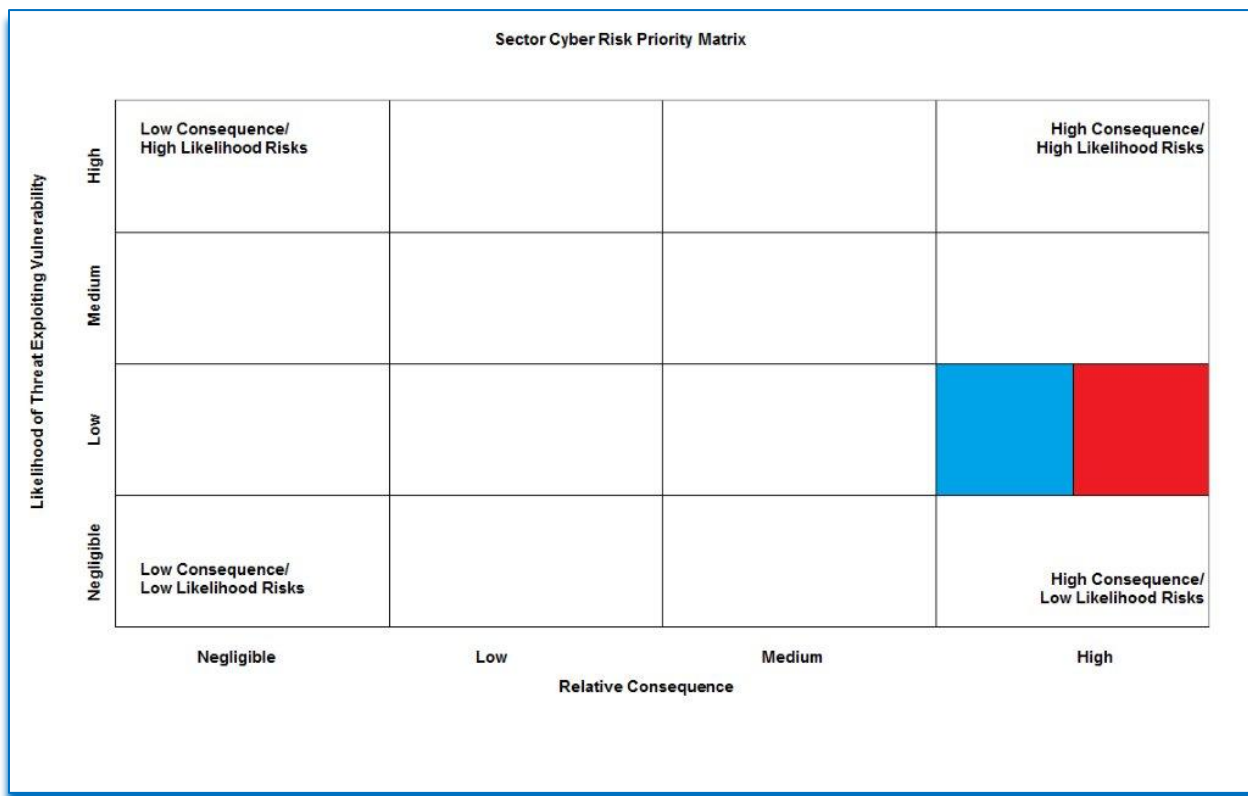 Sector Cyber Risk Priority Matrix
Low Consequence/
High Likelihood Risks
High Consequence/
High Likelihood Risks
Likelihood of Threat Exploiting Vulnerability
High
Medium
Low
Negligible
Low Consequence/
Low Likelihood Risks
High Consequence/
Low Likelihood Risks
Negligible
Low
Medium
High
Relative Consequence